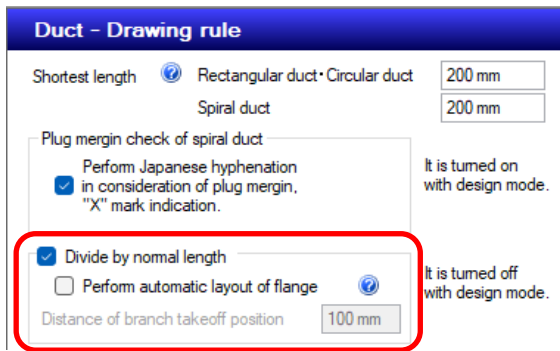 Duct - Drawing rule
Shortest length Rectangular duct・Circular duct 200 mm
Spiral duct 200 mm
Plug mergin check of spiral duct
Perform Japanese hyphenation
in consideration of plug mergin,
"X" mark indication.
It is turned on
with design mode.
Divide by normal length
Perform automatic layout of flange
Distance of branch takeoff position 100 mm
It is turned off
with design mode.